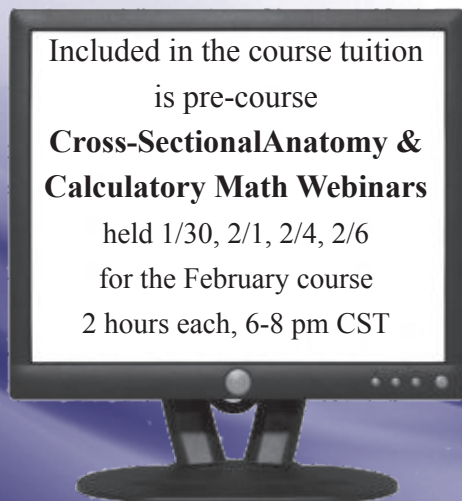 Included in the course tuition
is pre-course
Cross-SectionalAnatomy &
Calculatory Math Webinars
held 1/30, 2/1, 2/4, 2/6
for the February course
2 hours each, 6-8 pm CST